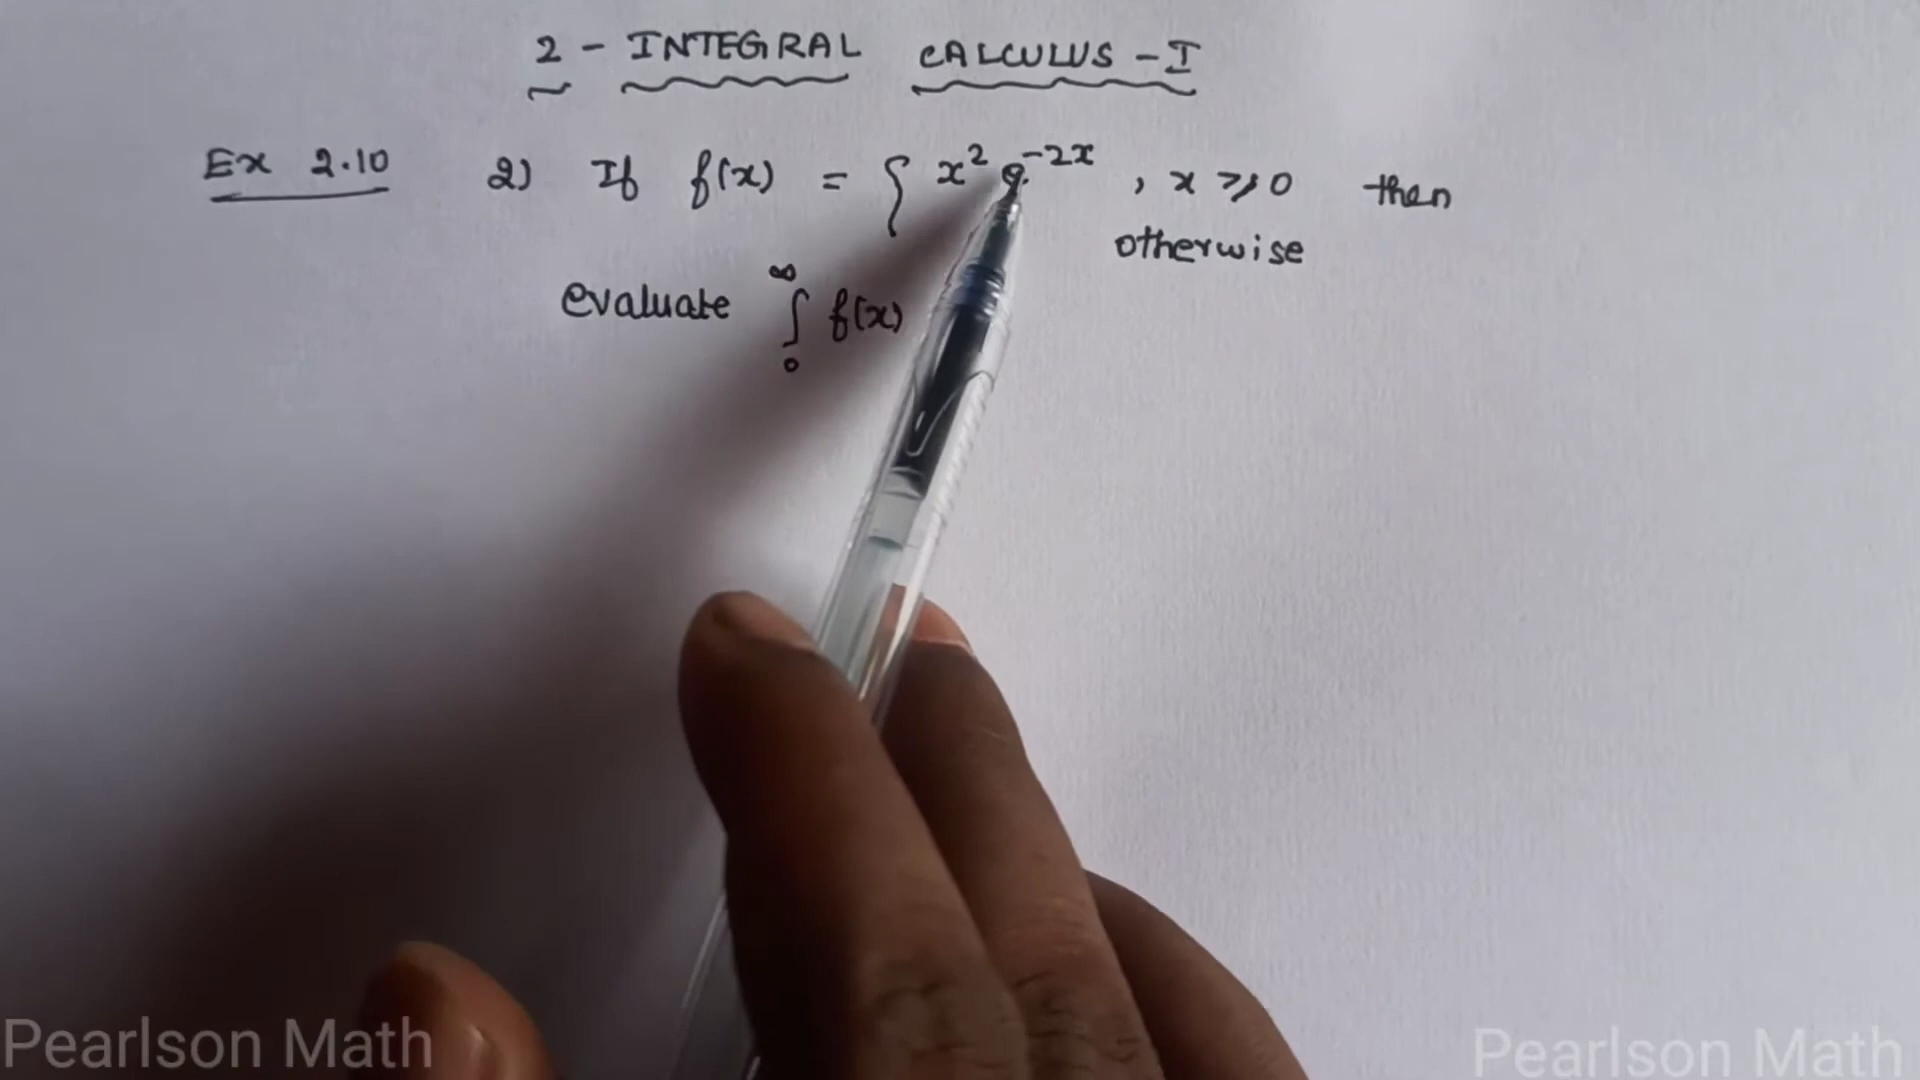 2 - INTEGRAL CALCULUS - I
Ex 2.10 2) If f(x) = { x² e⁻²ˣ , x ≥ 0 then
otherwise
evaluate ∫₀^∞ f(x)
Pearlson Math Pearlson Math